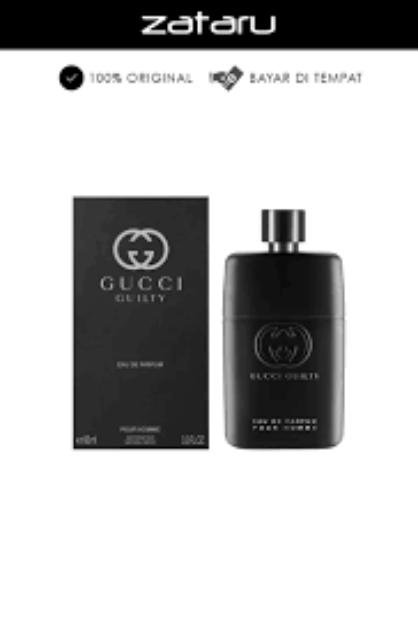 zataru
100% ORIGINAL BAYAR DI TEMPAT
GUCCI
GUILTY
EAU DE PARFUM
POUR HOMME
GUCCI GUILTY
EAU DE PARFUM
POUR HOMME